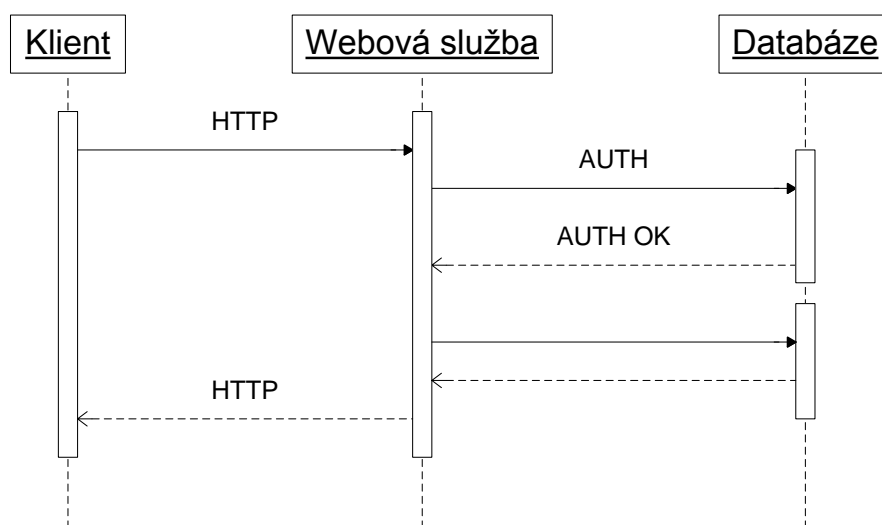 Klient
Webová služba
Databáze
HTTP
AUTH
AUTH OK
HTTP